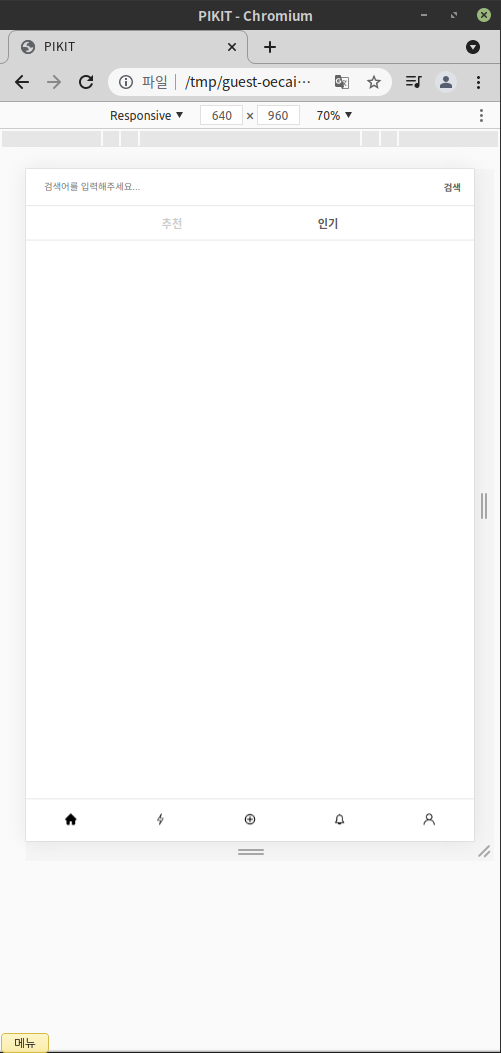 PIKIT - Chromium
PIKIT
파일 /tmp/guest-oecai…
Responsive 640 × 960 70%
검색어를 입력해주세요... 검색
추천 인기
메뉴